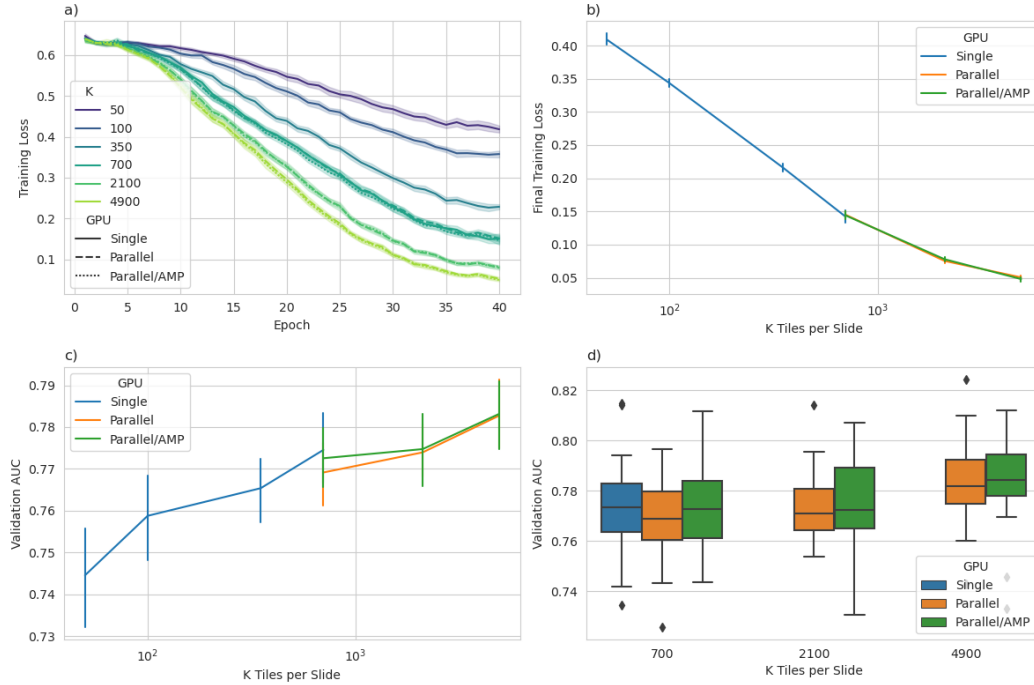 a)
Training Loss
0.6
0.5
0.4
0.3
0.2
0.1
K
50
100
350
700
2100
4900
GPU
Single
Parallel
Parallel/AMP
0 5 10 15 20 25 30 35 40
Epoch
b)
Final Training Loss
0.40
0.35
0.30
0.25
0.20
0.15
0.10
0.05
GPU
Single
Parallel
Parallel/AMP
10² 10³
K Tiles per Slide
c)
Validation AUC
0.79
0.78
0.77
0.76
0.75
0.74
0.73
GPU
Single
Parallel
Parallel/AMP
10² 10³
K Tiles per Slide
d)
Validation AUC
0.82
0.80
0.78
0.76
0.74
GPU
Single
Parallel
Parallel/AMP
700 2100 4900
K Tiles per Slide